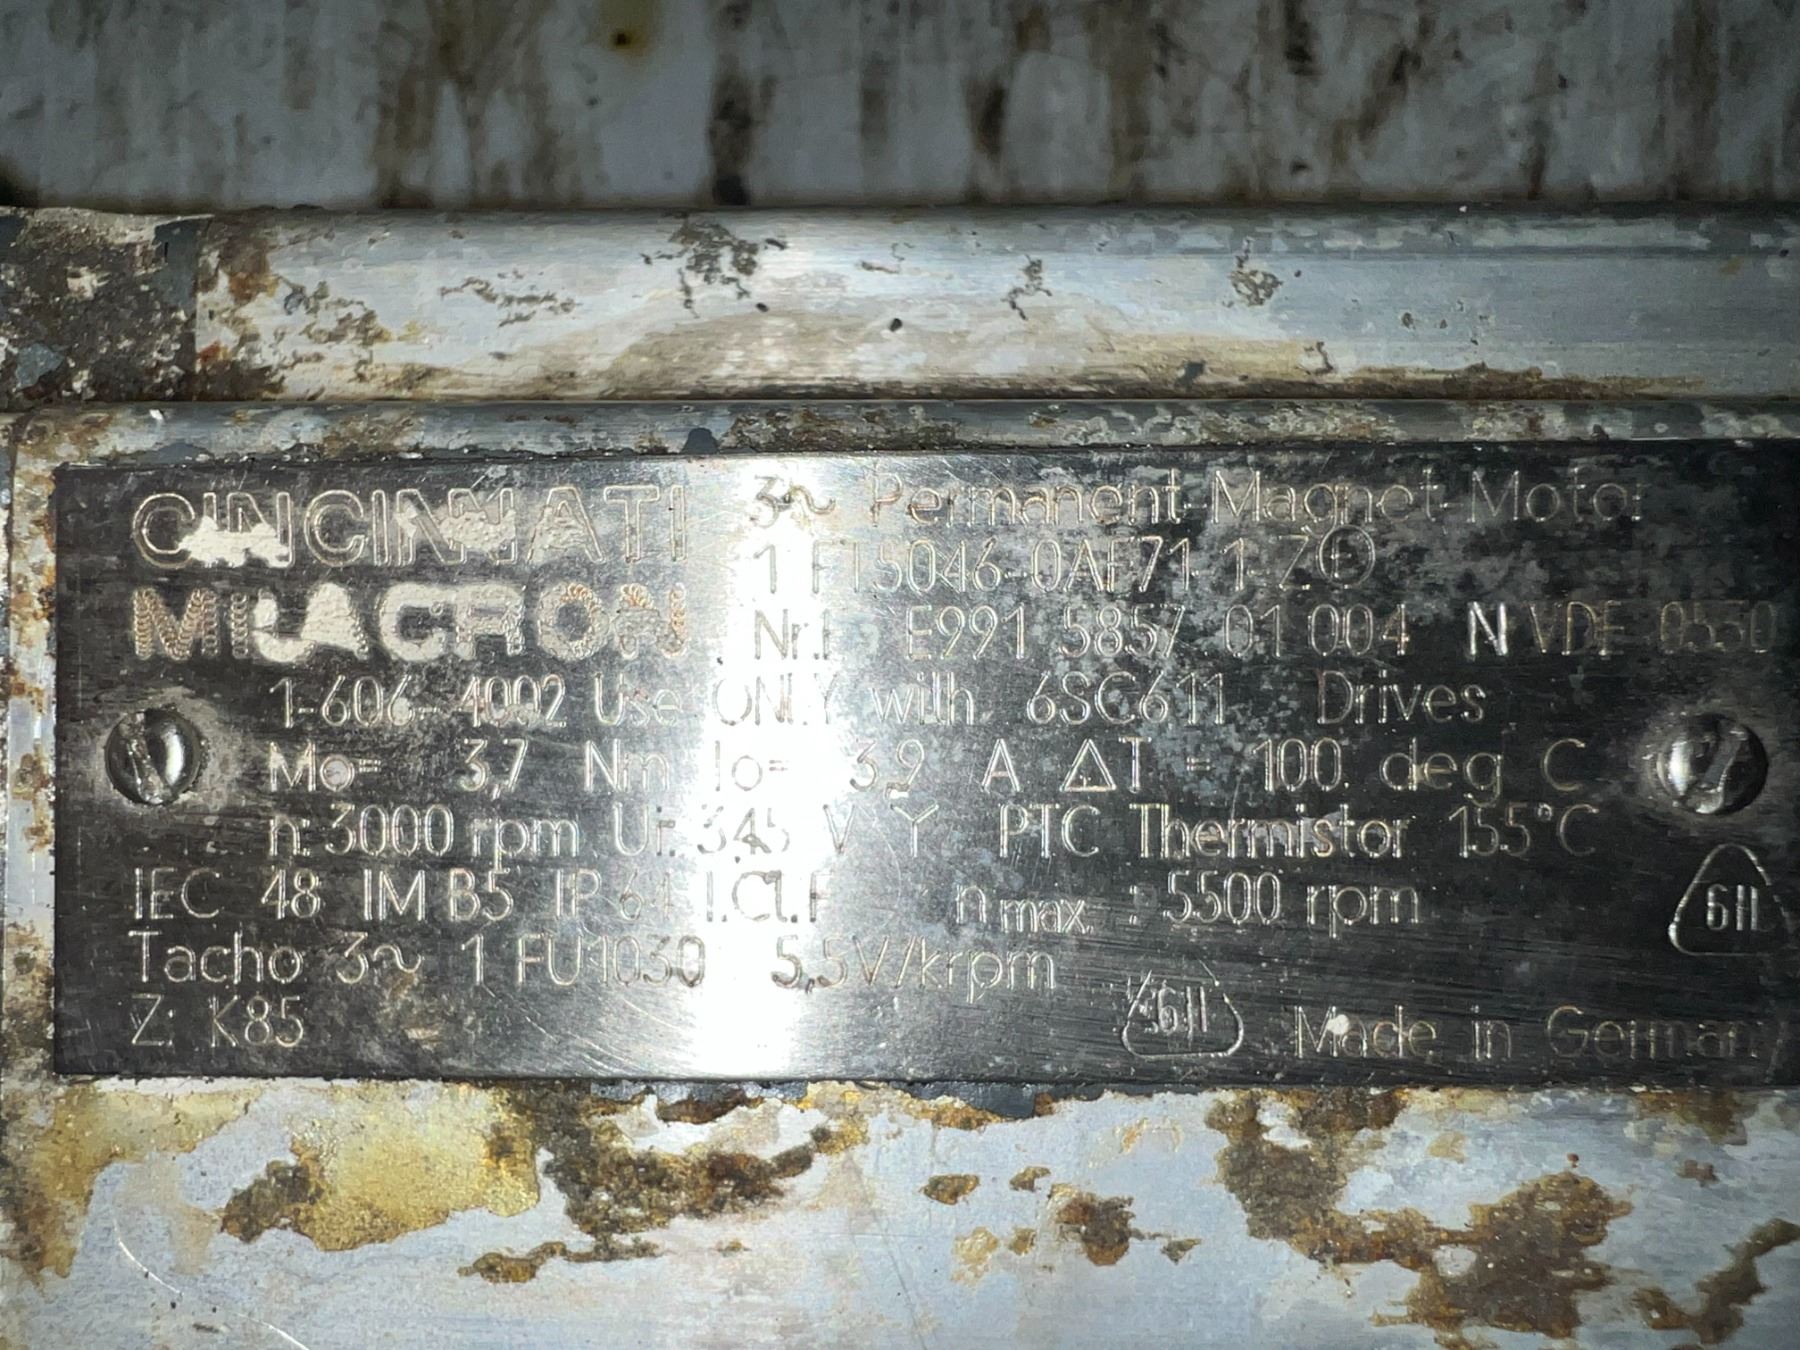 CINCINNATI
MILACRON
3~ Permanent-Magnet-Motor
1 FT5046-0AF71-1-Z
Nr.E E991 5857 01 004 N VDE 0530
1-606-4002 Use ONLY with 6SC611 Drives
Mo= 3,7 Nm Io= 3,9 A ΔT = 100. deg C
n: 3000 rpm Ur: 345 V Y PTC Thermistor 155°C
IEC 48 IM B5 IP 64 I.Cl.F n max. : 5500 rpm
Tacho 3~ 1 FU1030 5,5V/krpm
Z: K85
611
611
Made in Germany